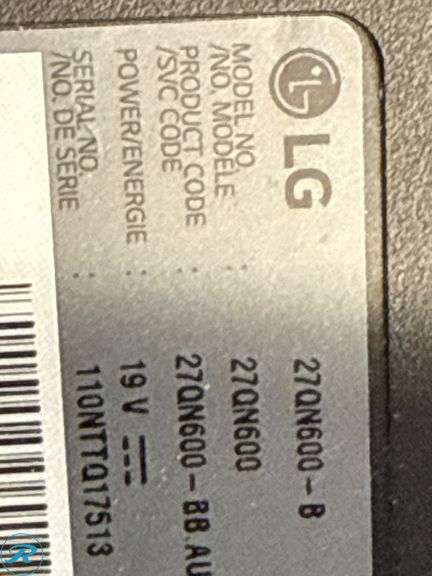 LG
27QN600-B
MODEL NO. : 27QN600
/NO. MODÈLE
PRODUCT CODE : 27QN600-BB.AU
/SVC CODE
POWER/ENERGIE : 19 V
SERIAL NO. : 110NTTQ17513
/NO. DE SÉRIE
R